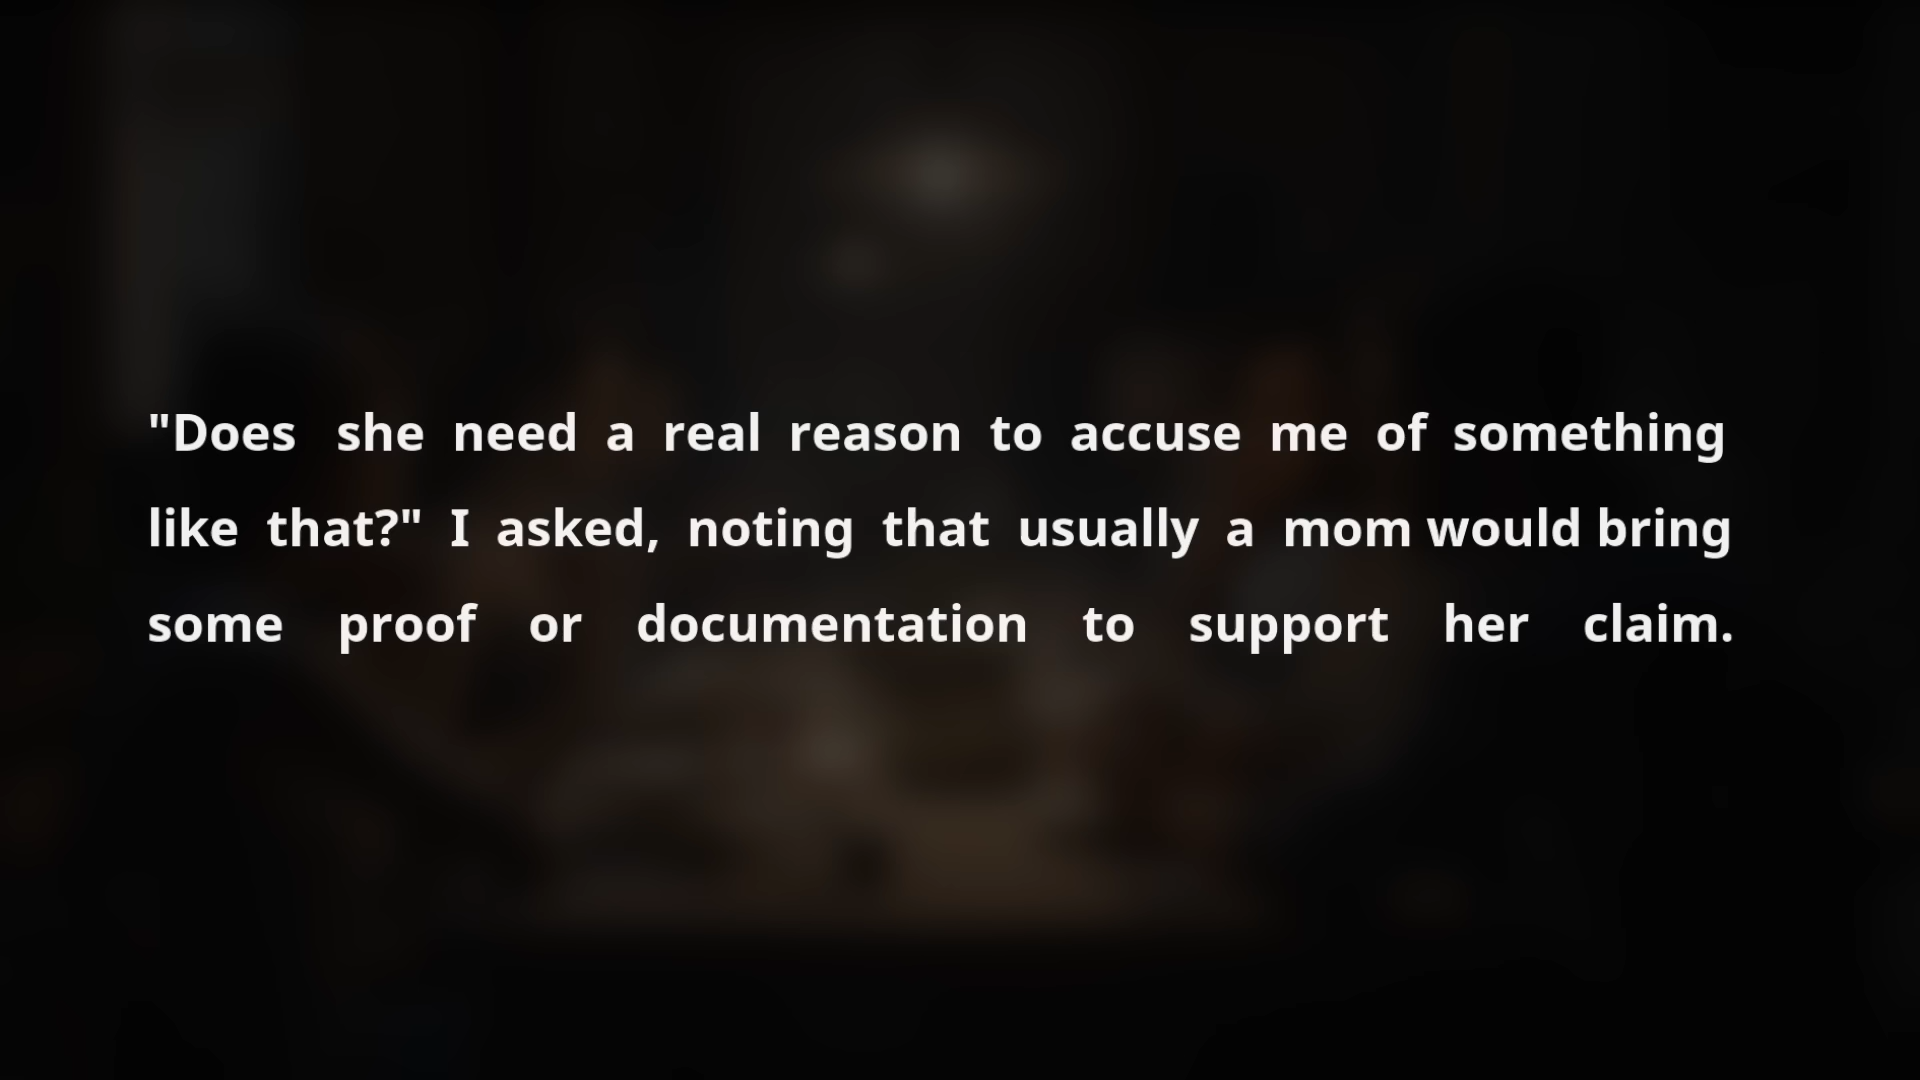 "Does she need a real reason to accuse me of something
like that?" I asked, noting that usually a mom would bring
some proof or documentation to support her claim.